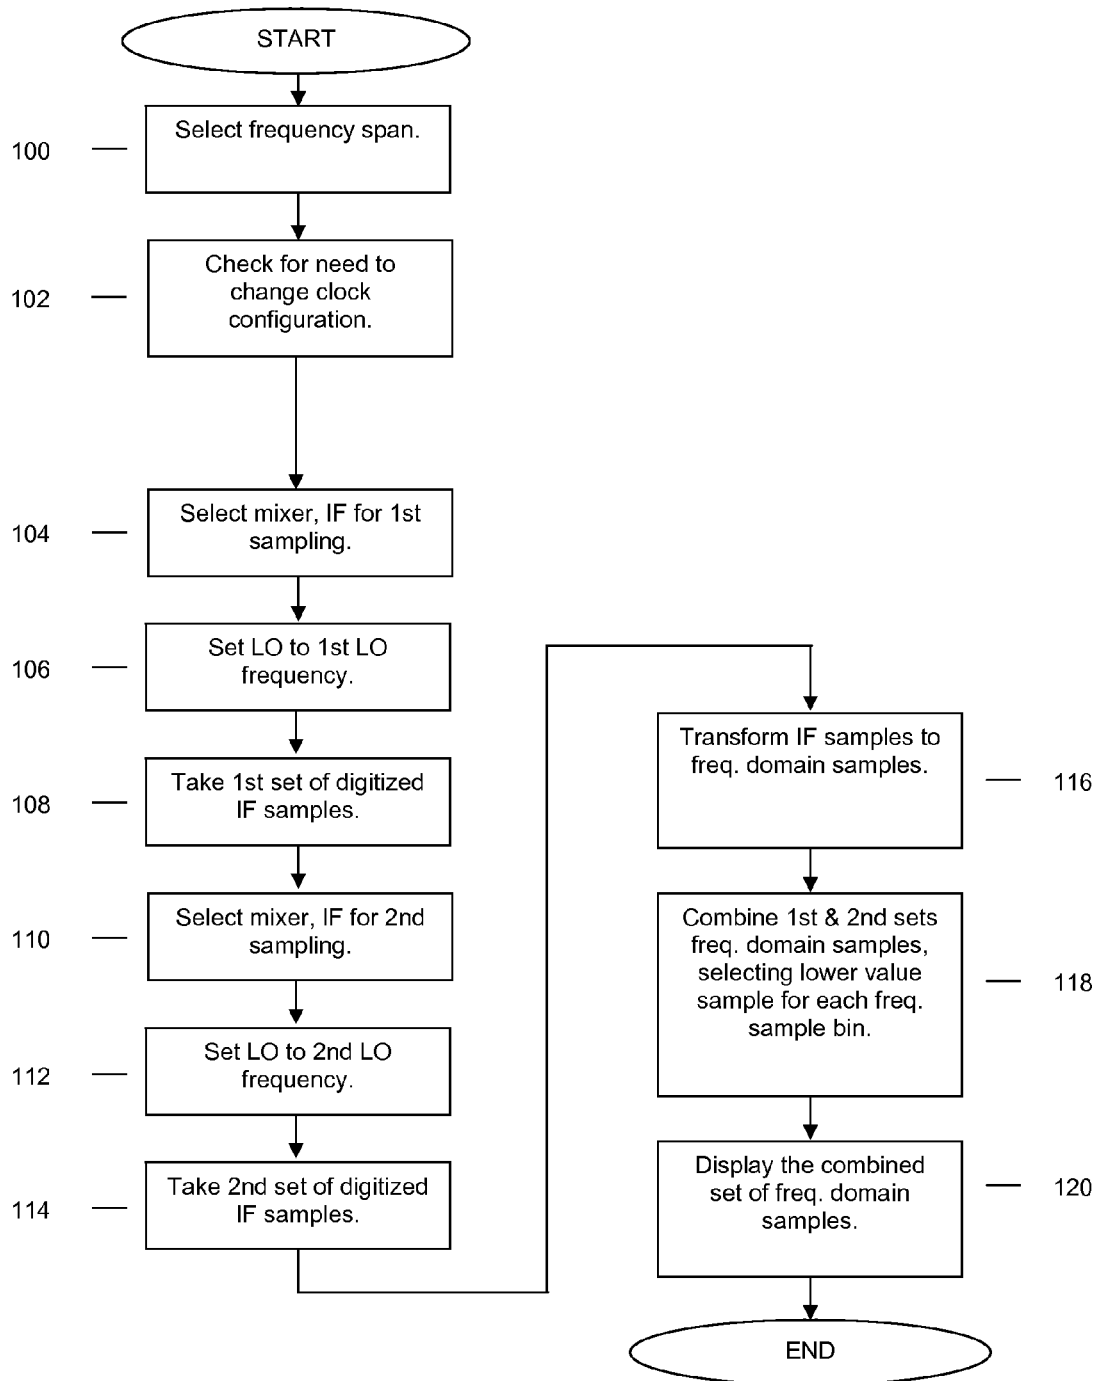 START
100
Select frequency span.
102
Check for need to
change clock
configuration.
104
Select mixer, IF for 1st
sampling.
106
Set LO to 1st LO
frequency.
108
Take 1st set of digitized
IF samples.
110
Select mixer, IF for 2nd
sampling.
112
Set LO to 2nd LO
frequency.
114
Take 2nd set of digitized
IF samples.
Transform IF samples to
freq. domain samples.
116
Combine 1st & 2nd sets
freq. domain samples,
selecting lower value
sample for each freq.
sample bin.
118
Display the combined
set of freq. domain
samples.
120
END